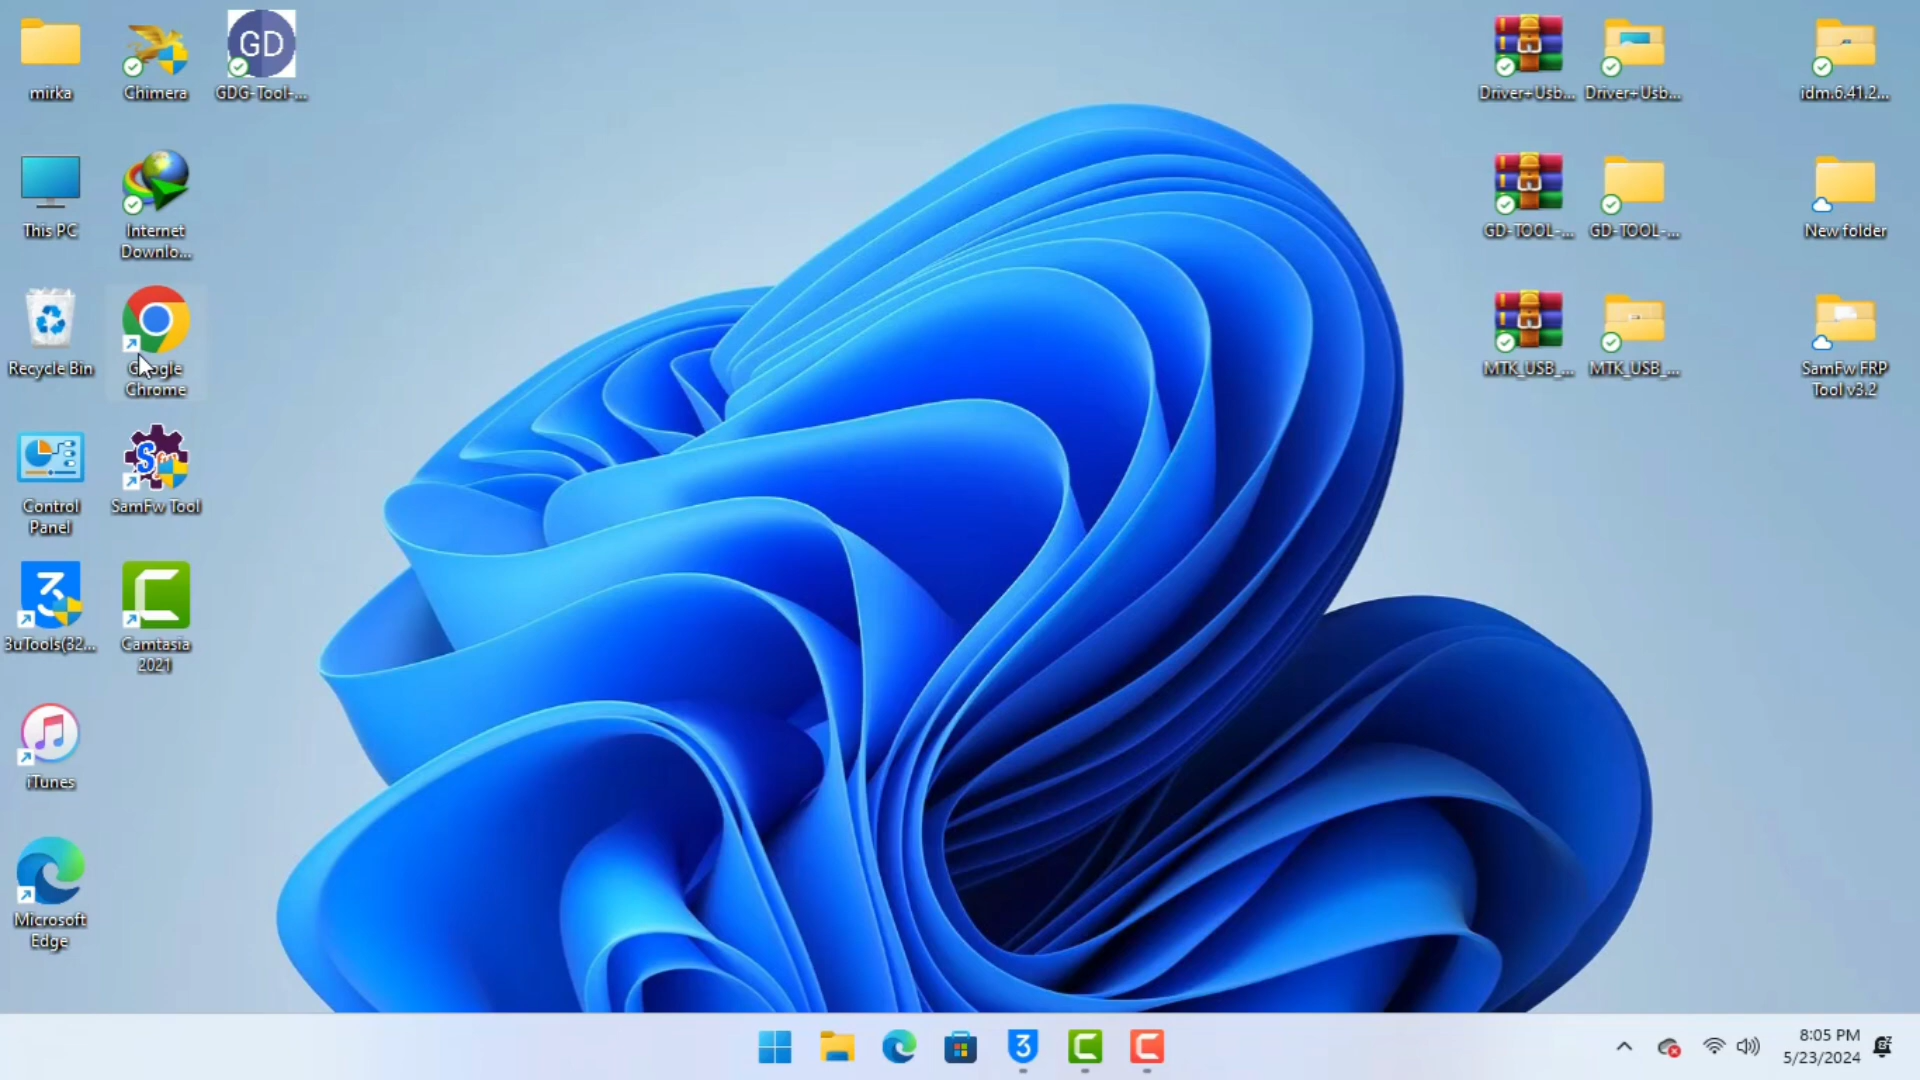 mirka
Chimera
GD
GDG-Tool-...
This PC
Internet
Downlo...
Recycle Bin
Google
Chrome
Control
Panel
SamFw Tool
3uTools(32...
Camtasia
2021
iTunes
Microsoft
Edge
Driver+Usb...
Driver+Usb...
idm.6.41.2...
GD-TOOL-...
GD-TOOL-...
New folder
MTK_USB_...
MTK_USB_...
SamFw FRP
Tool v3.2
8:05 PM
5/23/2024